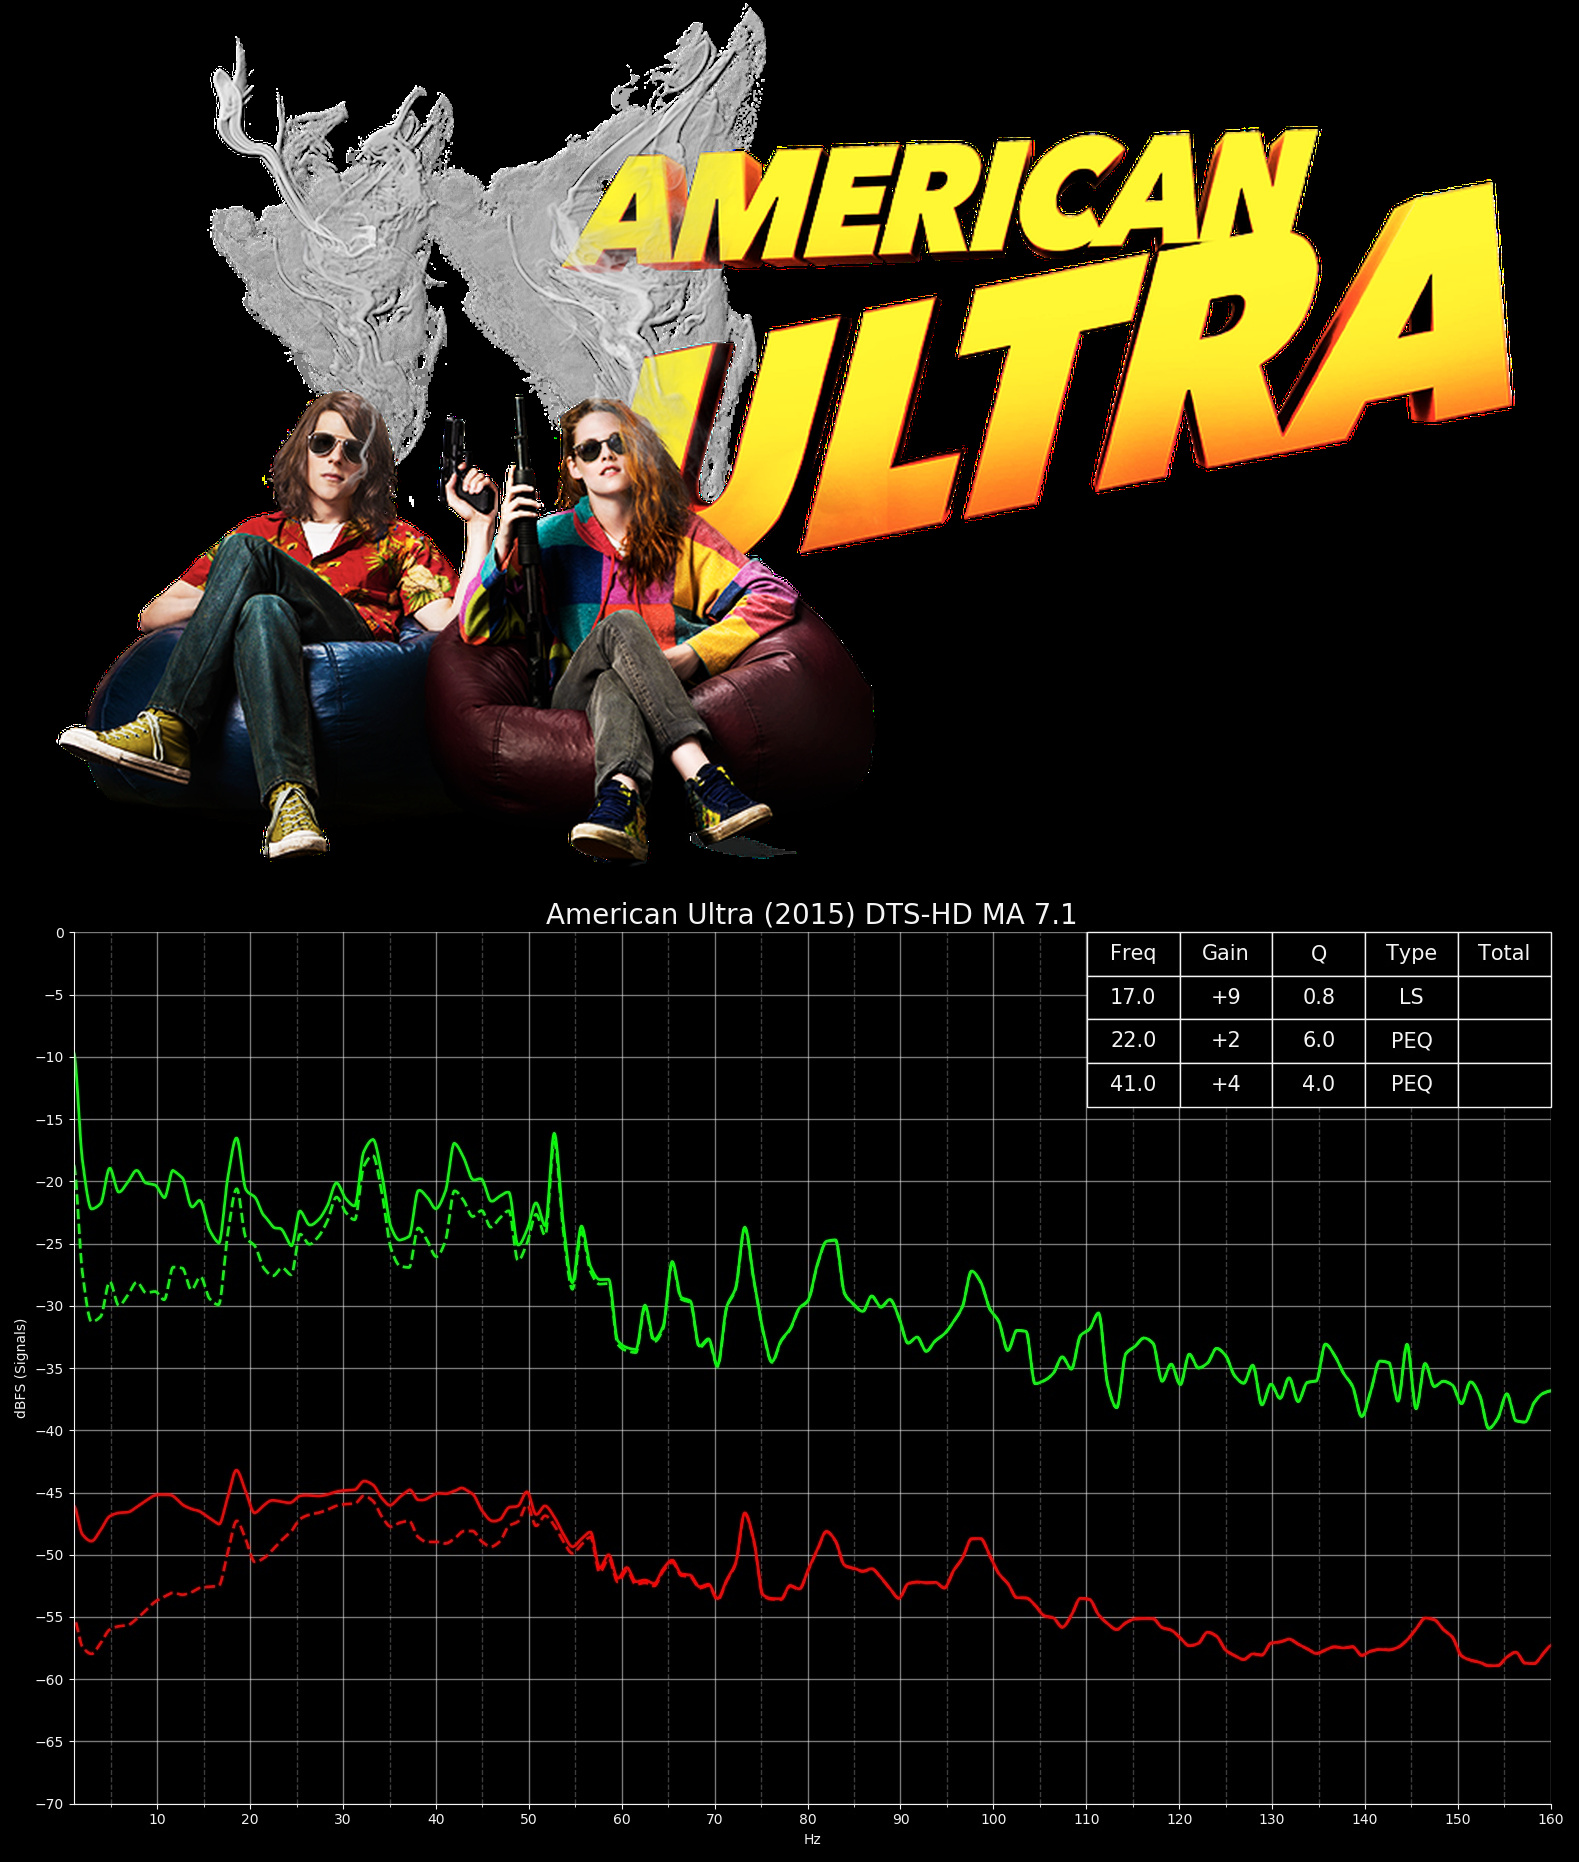 AMERICAN
ULTRA
American Ultra (2015) DTS-HD MA 7.1
Freq Gain Q Type Total
17.0 +9 0.8 LS
22.0 +2 6.0 PEQ
41.0 +4 4.0 PEQ
0
−5
−10
−15
−20
−25
−30
−35
−40
−45
−50
−55
−60
−65
−70
dBFS (Signals)
10 20 30 40 50 60 70 80 90 100 110 120 130 140 150 160
Hz